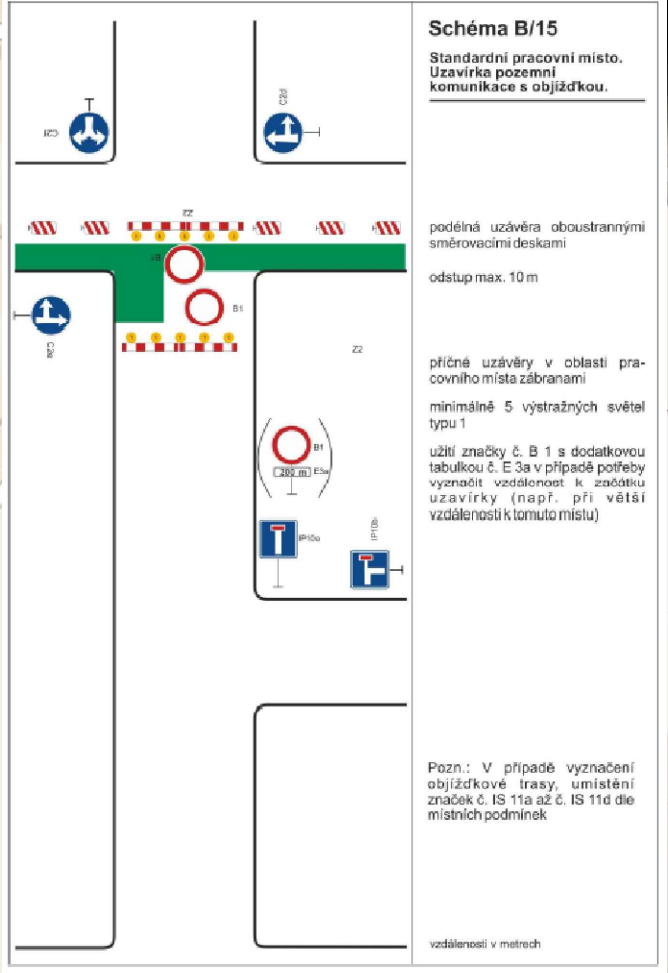 Schéma B/15
Standardní pracovní místo.
Uzavírka pozemní
komunikace s objížďkou.
C2f
C2d
Z2
podélná uzávěra oboustrannými
směrovacími deskami
odstup max. 10 m
B1
B1
C2e
Z2
příčné uzávěry v oblasti pra-
covního místa zábranami
minimálně 5 výstražných světel
typu 1
užití značky č. B 1 s dodatkovou
tabulkou č. E 3a v případě potřeby
vyznačit vzdálenost k začátku
uzavírky (např. při větší
vzdálenosti k tomuto místu)
B1
200 m E3a
IP10a
IP10b
Pozn.: V případě vyznačení
objížďkové trasy, umístění
značek č. IS 11a až č. IS 11d dle
místních podmínek
vzdálenosti v metrech